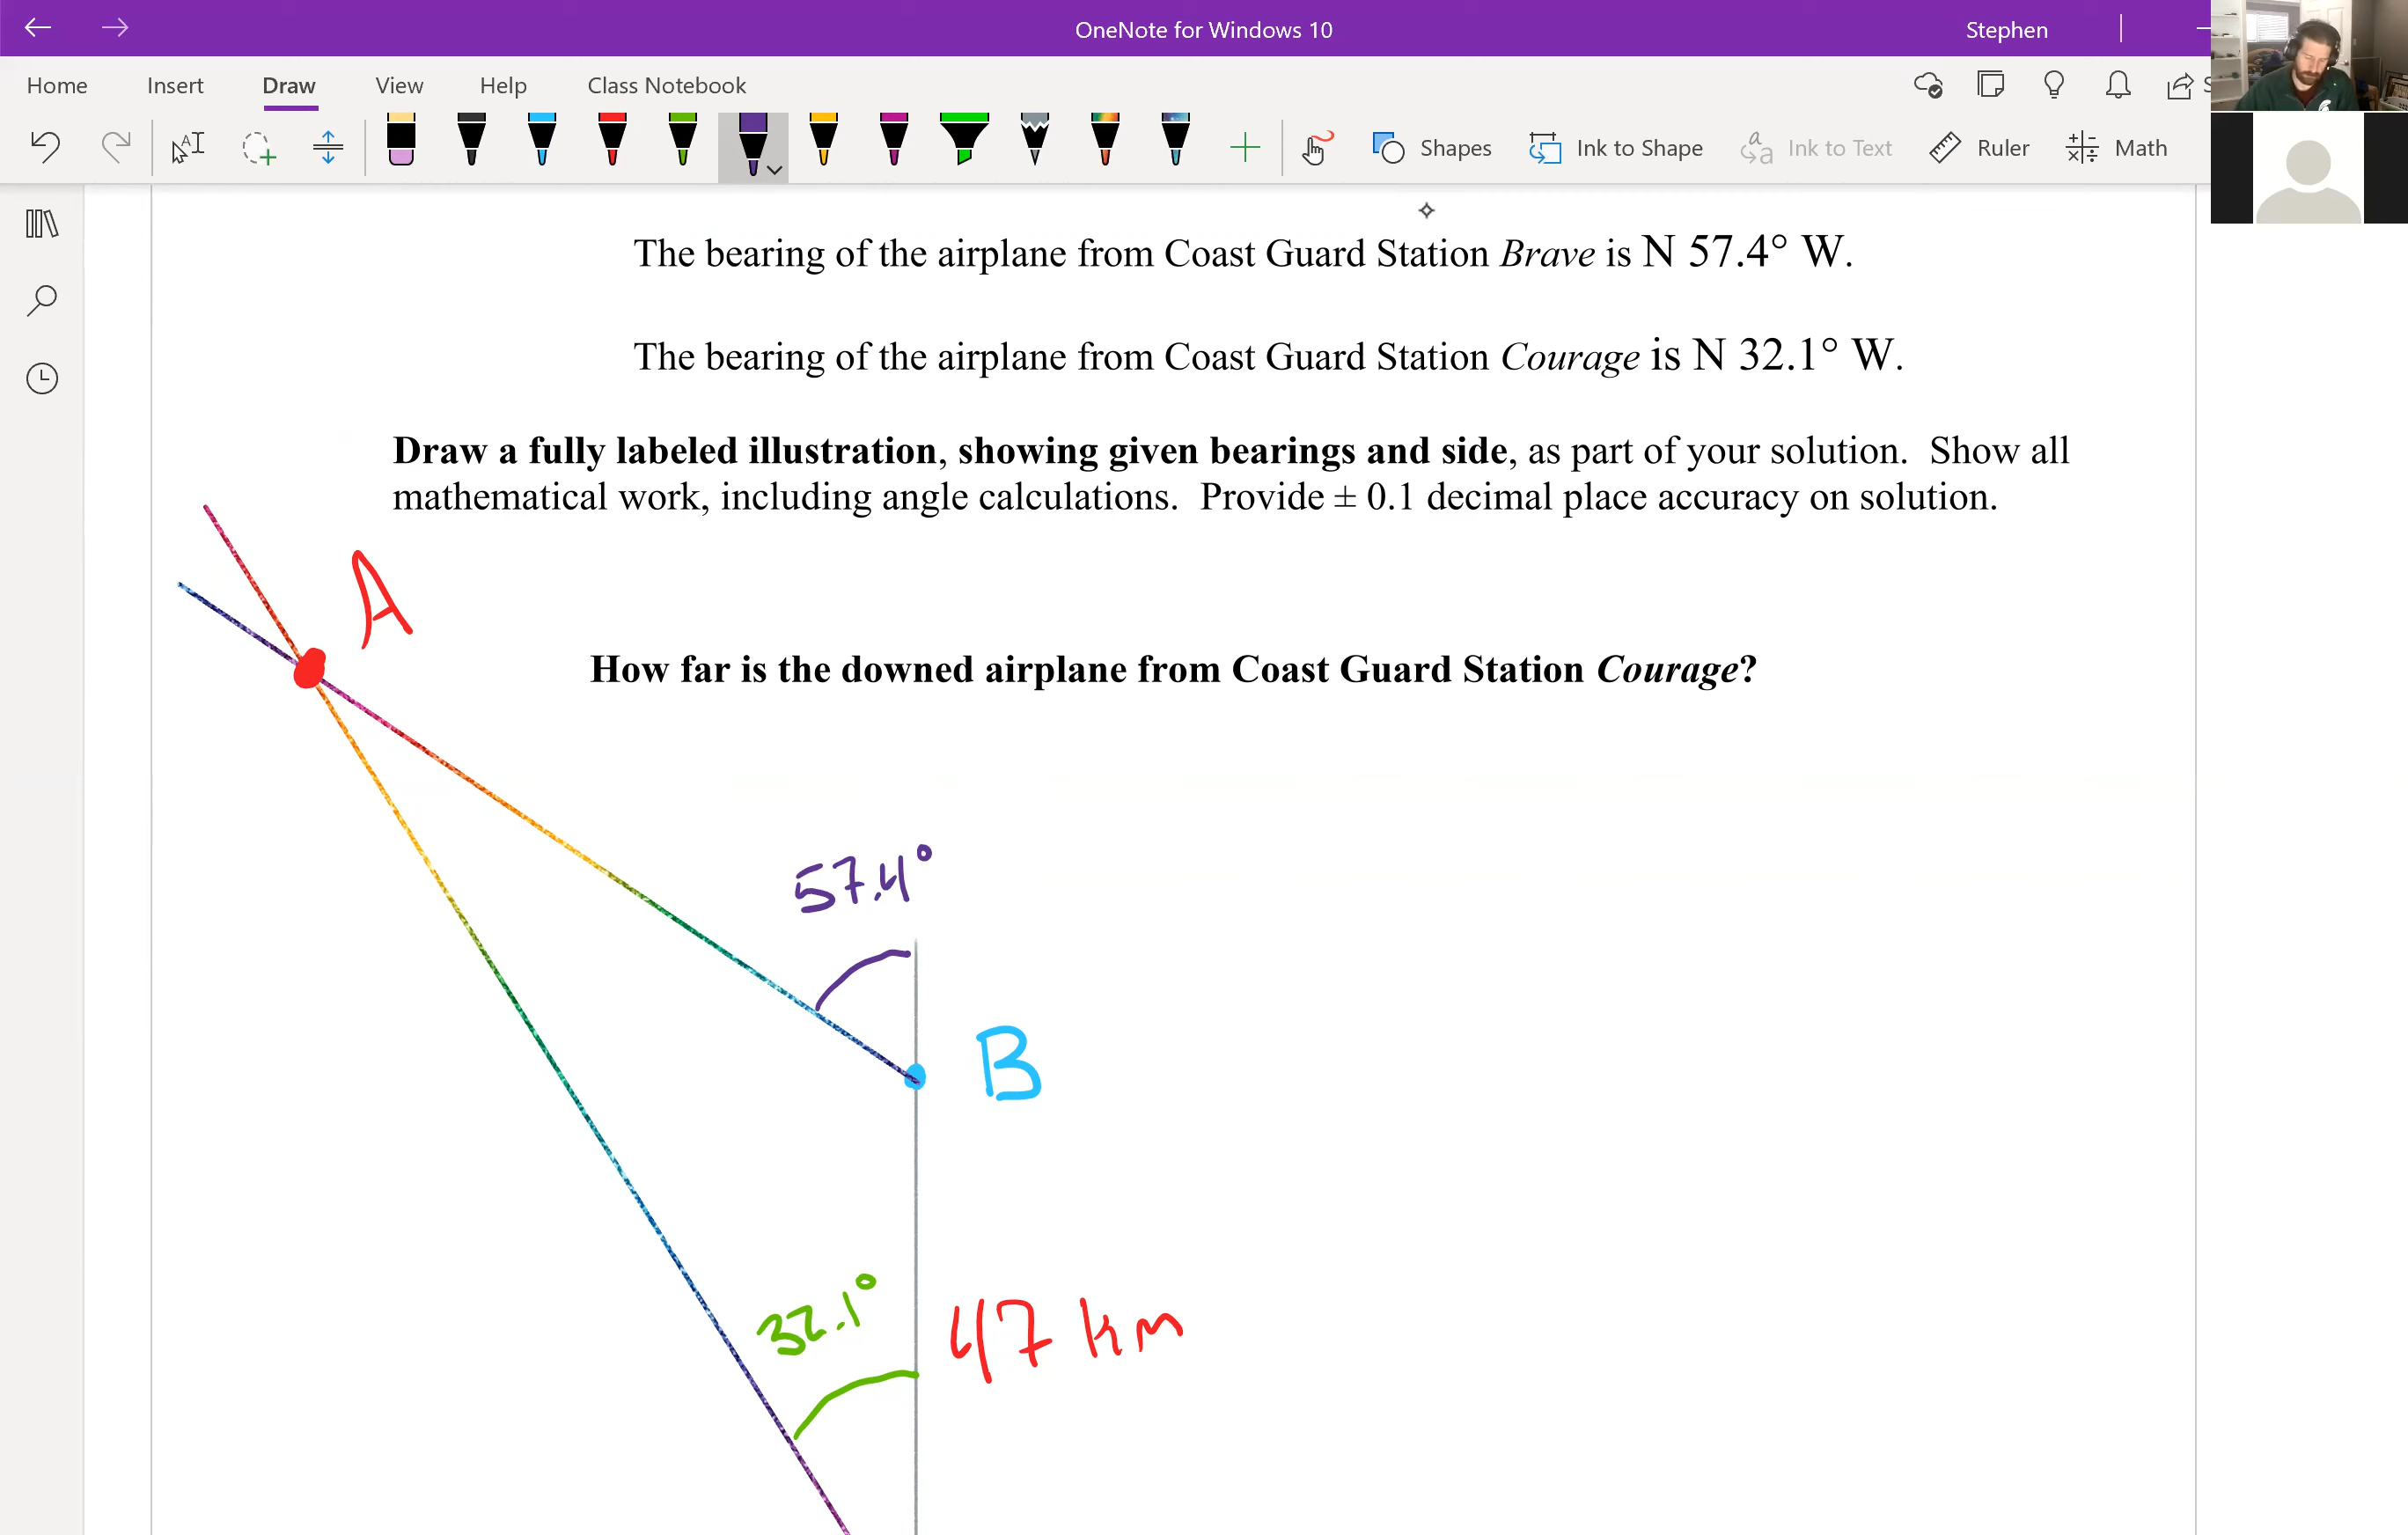 OneNote for Windows 10
Stephen
Home Insert Draw View Help Class Notebook
Shapes Ink to Shape Ink to Text Ruler Math
The bearing of the airplane from Coast Guard Station Brave is N 57.4° W.
The bearing of the airplane from Coast Guard Station Courage is N 32.1° W.
Draw a fully labeled illustration, showing given bearings and side, as part of your solution. Show all
mathematical work, including angle calculations. Provide ± 0.1 decimal place accuracy on solution.
A
How far is the downed airplane from Coast Guard Station Courage?
57.4°
B
32.1°
47 km